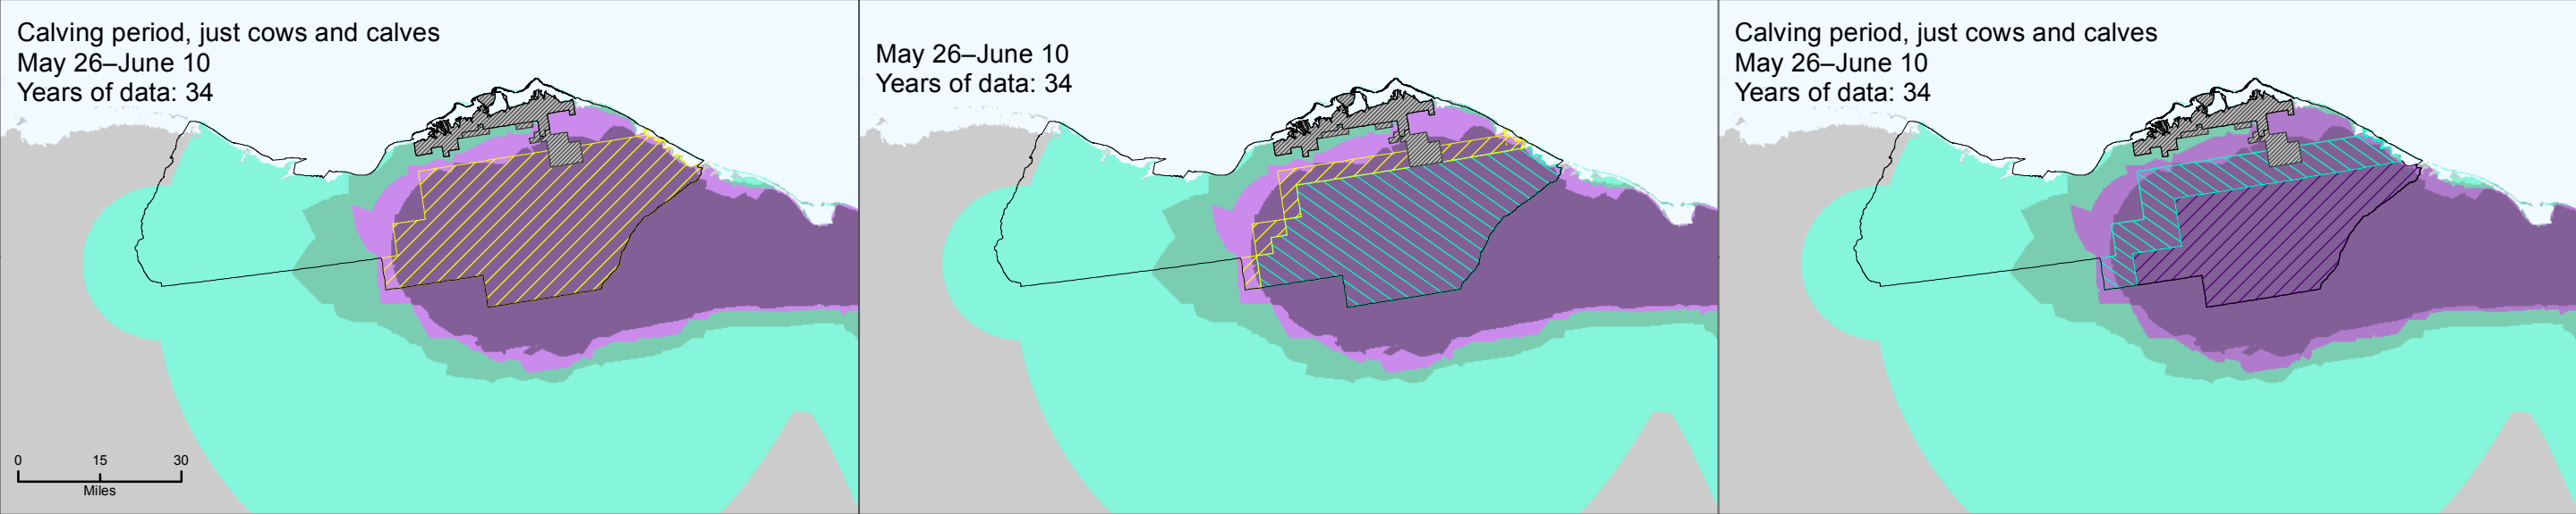 Calving period, just cows and calves
May 26–June 10
Years of data: 34
0 15 30
Miles
May 26–June 10
Years of data: 34
Calving period, just cows and calves
May 26–June 10
Years of data: 34